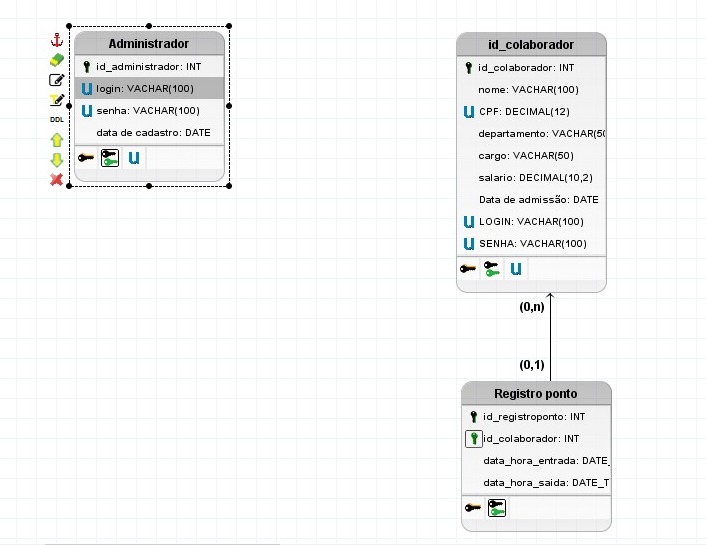 Administrador
id_administrador: INT
login: VACHAR(100)
senha: VACHAR(100)
data de cadastro: DATE
DDL
U
id_colaborador
id_colaborador: INT
nome: VACHAR(100)
CPF: DECIMAL(12)
departamento: VACHAR(50
cargo: VACHAR(50)
salario: DECIMAL(10,2)
Data de admissão: DATE
LOGIN: VACHAR(100)
SENHA: VACHAR(100)
U
(0,n)
(0,1)
Registro ponto
id_registroponto: INT
id_colaborador: INT
data_hora_entrada: DATE_
data_hora_saida: DATE_T